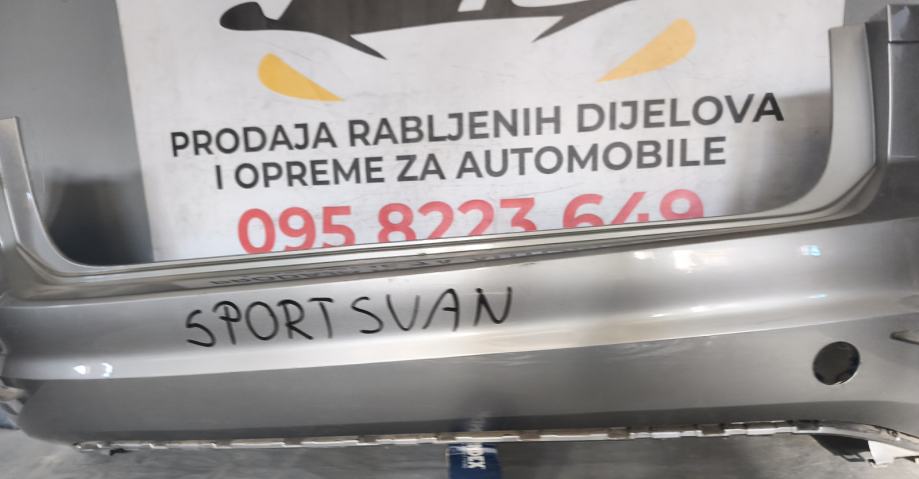 PRODAJA RABLJENIH DIJELOVA
I OPREME ZA AUTOMOBILE
095 8223 649
SPORTSVAN